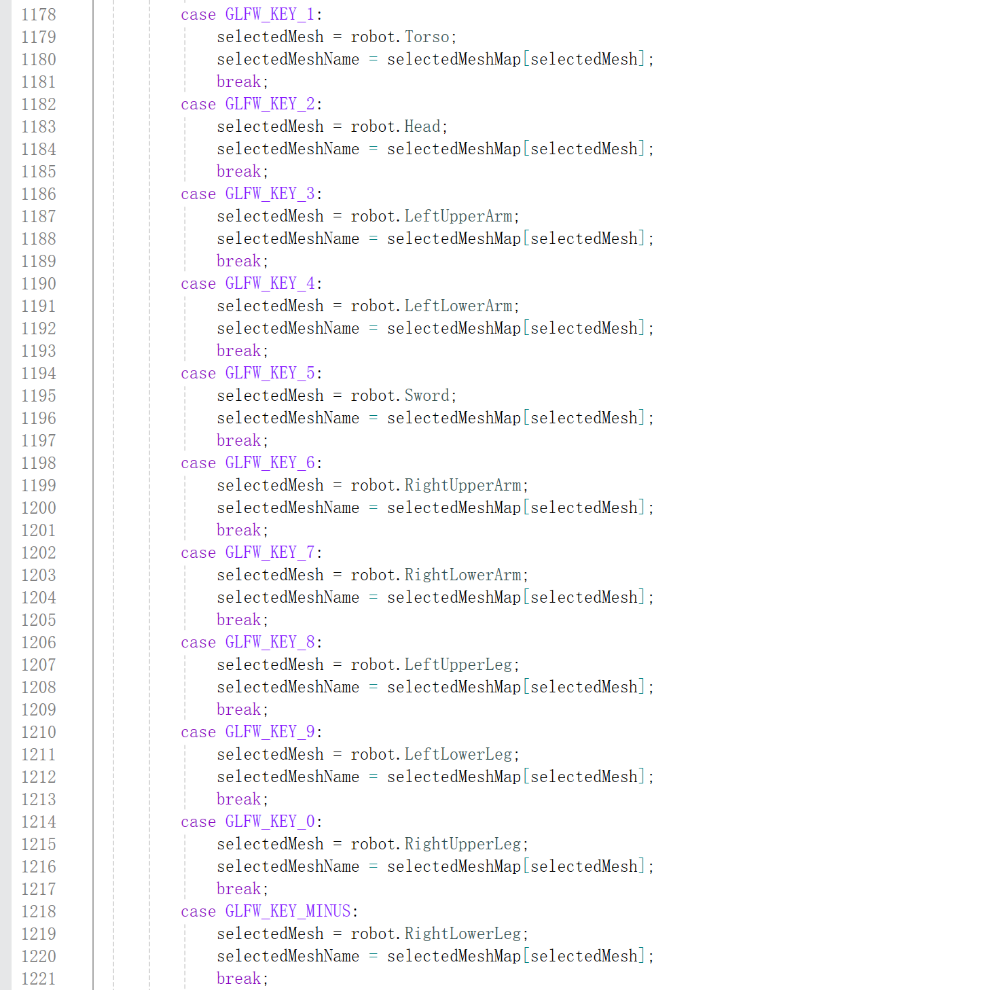 1178 case GLFW_KEY_1:
1179 selectedMesh = robot.Torso;
1180 selectedMeshName = selectedMeshMap[selectedMesh];
1181 break;
1182 case GLFW_KEY_2:
1183 selectedMesh = robot.Head;
1184 selectedMeshName = selectedMeshMap[selectedMesh];
1185 break;
1186 case GLFW_KEY_3:
1187 selectedMesh = robot.LeftUpperArm;
1188 selectedMeshName = selectedMeshMap[selectedMesh];
1189 break;
1190 case GLFW_KEY_4:
1191 selectedMesh = robot.LeftLowerArm;
1192 selectedMeshName = selectedMeshMap[selectedMesh];
1193 break;
1194 case GLFW_KEY_5:
1195 selectedMesh = robot.Sword;
1196 selectedMeshName = selectedMeshMap[selectedMesh];
1197 break;
1198 case GLFW_KEY_6:
1199 selectedMesh = robot.RightUpperArm;
1200 selectedMeshName = selectedMeshMap[selectedMesh];
1201 break;
1202 case GLFW_KEY_7:
1203 selectedMesh = robot.RightLowerArm;
1204 selectedMeshName = selectedMeshMap[selectedMesh];
1205 break;
1206 case GLFW_KEY_8:
1207 selectedMesh = robot.LeftUpperLeg;
1208 selectedMeshName = selectedMeshMap[selectedMesh];
1209 break;
1210 case GLFW_KEY_9:
1211 selectedMesh = robot.LeftLowerLeg;
1212 selectedMeshName = selectedMeshMap[selectedMesh];
1213 break;
1214 case GLFW_KEY_0:
1215 selectedMesh = robot.RightUpperLeg;
1216 selectedMeshName = selectedMeshMap[selectedMesh];
1217 break;
1218 case GLFW_KEY_MINUS:
1219 selectedMesh = robot.RightLowerLeg;
1220 selectedMeshName = selectedMeshMap[selectedMesh];
1221 break;